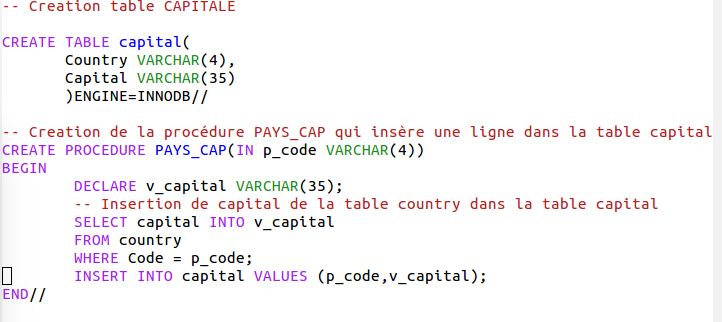 -- Creation table CAPITALE
CREATE TABLE capital(
Country VARCHAR(4),
Capital VARCHAR(35)
)ENGINE=INNODB//
-- Creation de la procédure PAYS_CAP qui insère une ligne dans la table capital
CREATE PROCEDURE PAYS_CAP(IN p_code VARCHAR(4))
BEGIN
DECLARE v_capital VARCHAR(35);
-- Insertion de capital de la table country dans la table capital
SELECT capital INTO v_capital
FROM country
WHERE Code = p_code;
INSERT INTO capital VALUES (p_code,v_capital);
END//